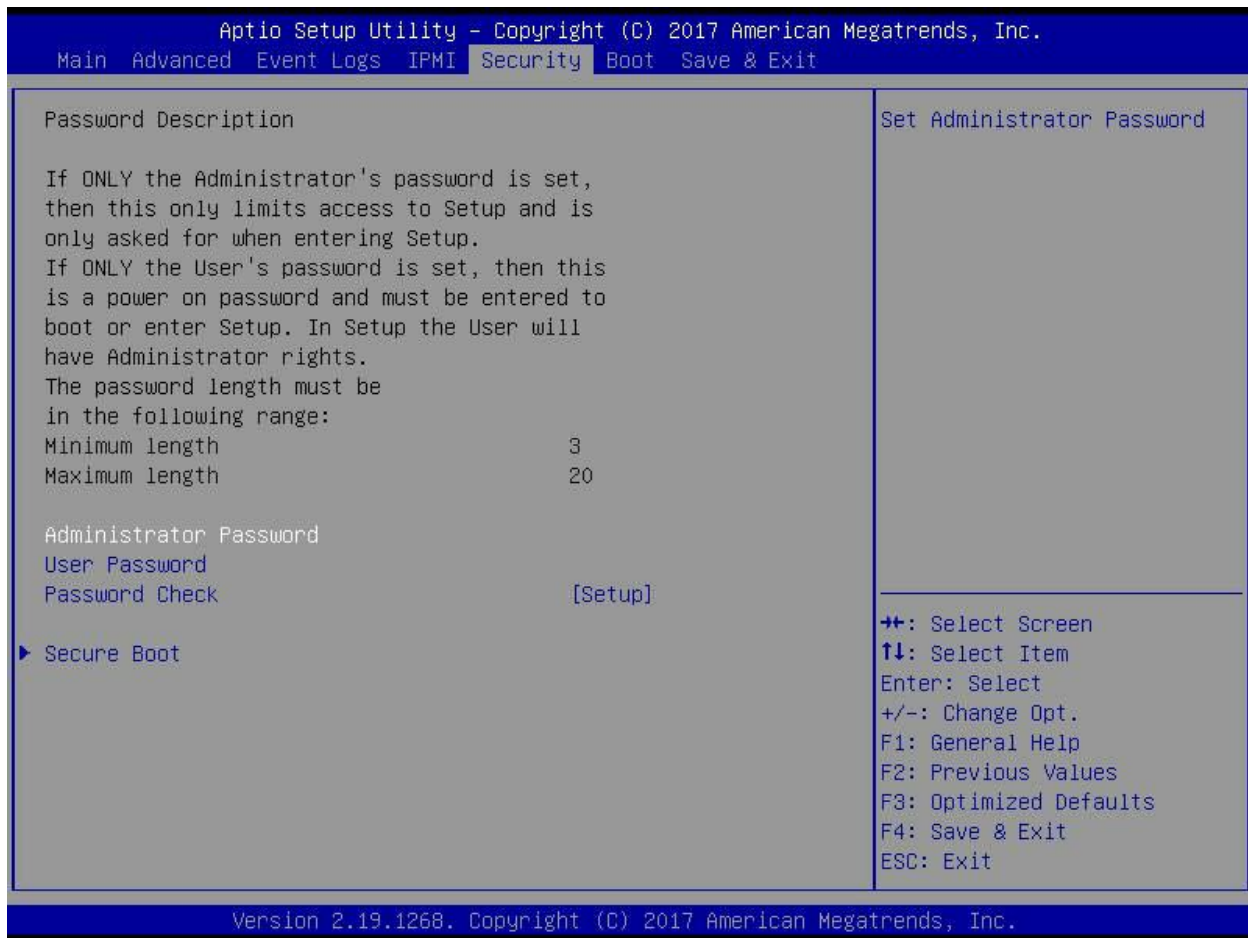 Aptio Setup Utility – Copyright (C) 2017 American Megatrends, Inc.
Main Advanced Event Logs IPMI Security Boot Save & Exit
Password Description
If ONLY the Administrator's password is set,
then this only limits access to Setup and is
only asked for when entering Setup.
If ONLY the User's password is set, then this
is a power on password and must be entered to
boot or enter Setup. In Setup the User will
have Administrator rights.
The password length must be
in the following range:
Minimum length 3
Maximum length 20
Administrator Password
User Password
Password Check [Setup]
Secure Boot
Set Administrator Password
→←: Select Screen
↑↓: Select Item
Enter: Select
+/-: Change Opt.
F1: General Help
F2: Previous Values
F3: Optimized Defaults
F4: Save & Exit
ESC: Exit
Version 2.19.1268. Copyright (C) 2017 American Megatrends, Inc.